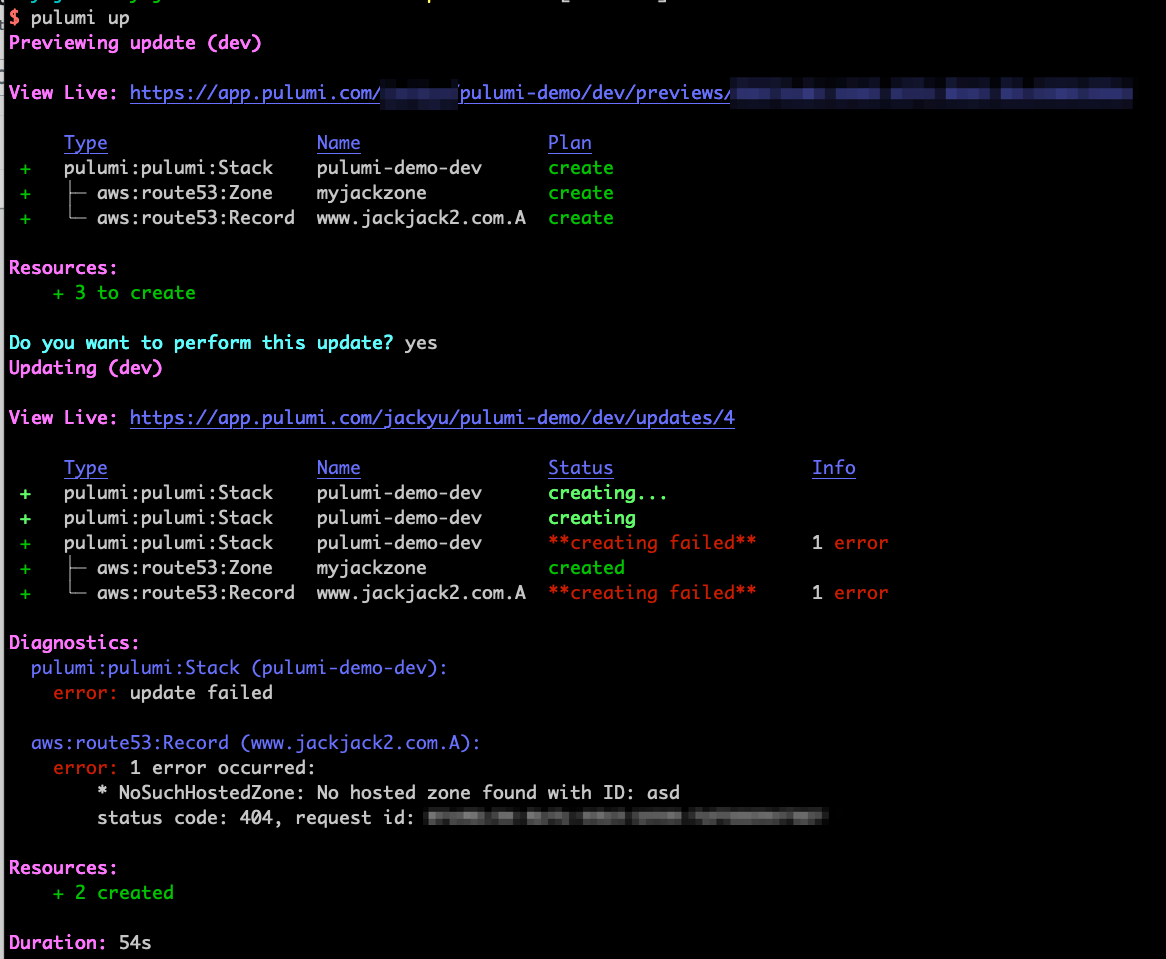 $ pulumi up
Previewing update (dev)
View Live: https://app.pulumi.com/ /pulumi-demo/dev/previews/
Type Name Plan
+ pulumi:pulumi:Stack pulumi-demo-dev create
+ ├─ aws:route53:Zone myjackzone create
+ └─ aws:route53:Record www.jackjack2.com.A create
Resources:
+ 3 to create
Do you want to perform this update? yes
Updating (dev)
View Live: https://app.pulumi.com/jackyu/pulumi-demo/dev/updates/4
Type Name Status Info
+ pulumi:pulumi:Stack pulumi-demo-dev creating...
+ pulumi:pulumi:Stack pulumi-demo-dev creating
+ pulumi:pulumi:Stack pulumi-demo-dev **creating failed** 1 error
+ ├─ aws:route53:Zone myjackzone created
+ └─ aws:route53:Record www.jackjack2.com.A **creating failed** 1 error
Diagnostics:
pulumi:pulumi:Stack (pulumi-demo-dev):
error: update failed
aws:route53:Record (www.jackjack2.com.A):
error: 1 error occurred:
* NoSuchHostedZone: No hosted zone found with ID: asd
status code: 404, request id:
Resources:
+ 2 created
Duration: 54s